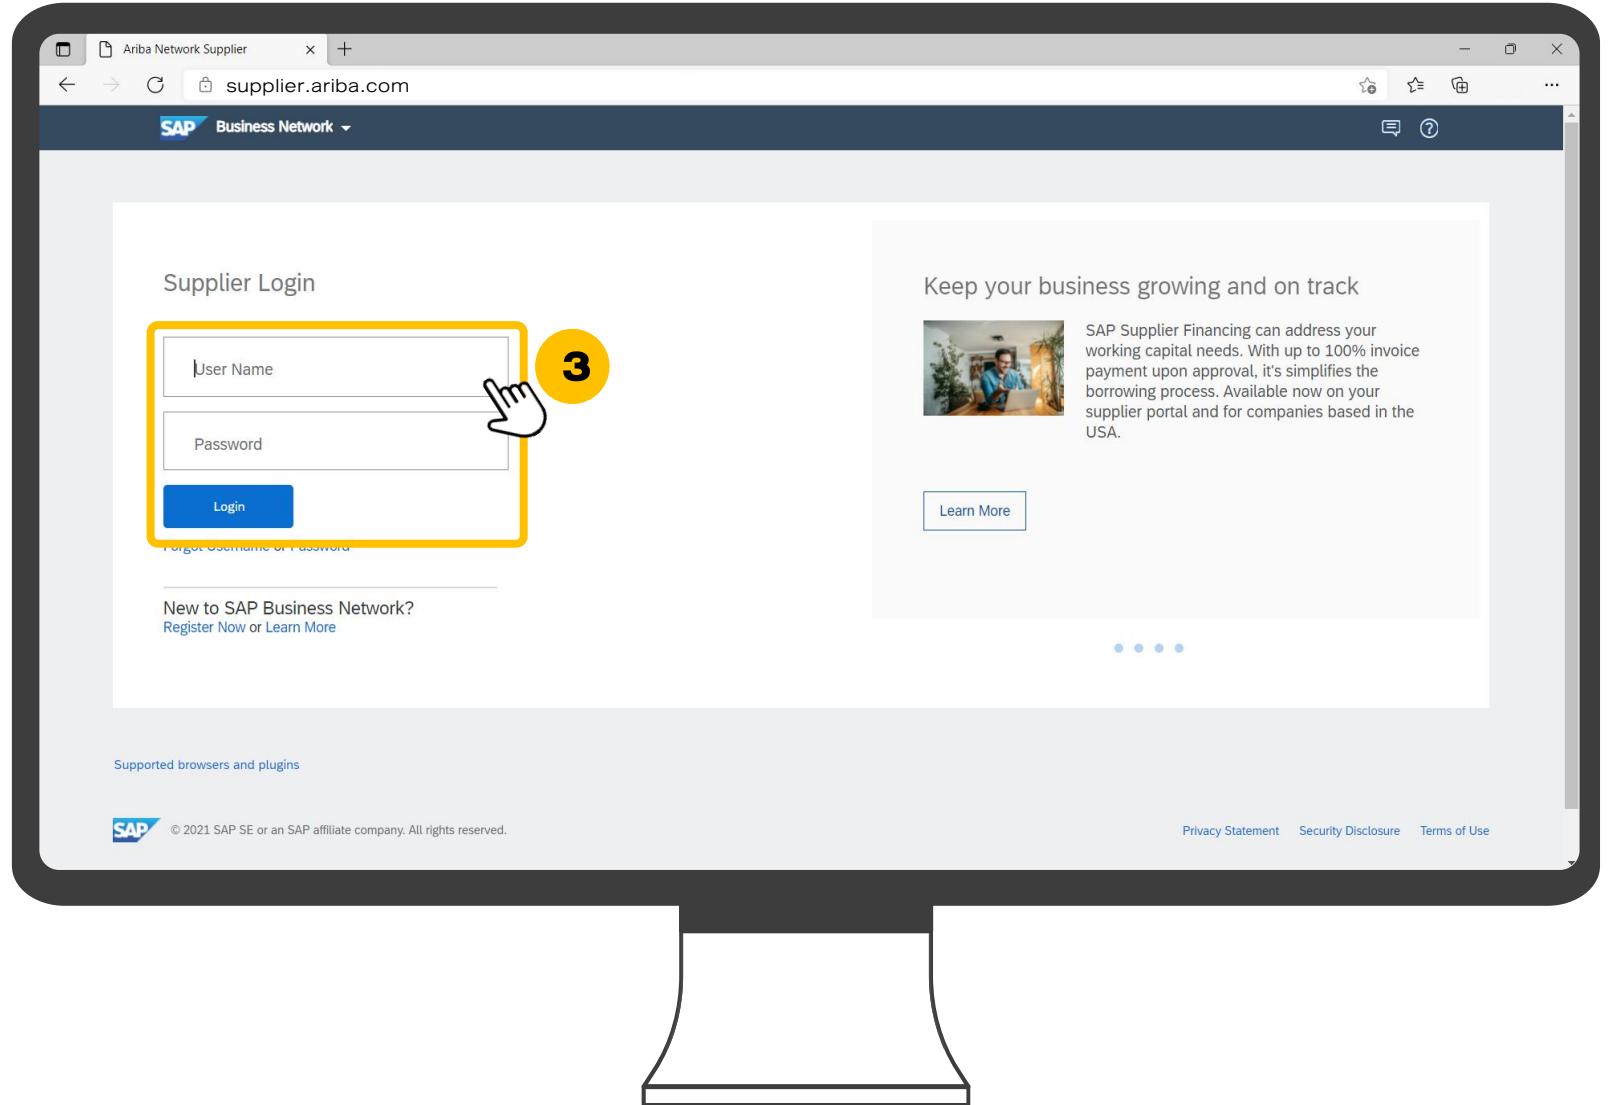 Ariba Network Supplier
supplier.ariba.com
SAP Business Network
Supplier Login
User Name
3
Password
Login
Forgot Username or Password
New to SAP Business Network?
Register Now or Learn More
Keep your business growing and on track
SAP Supplier Financing can address your
working capital needs. With up to 100% invoice
payment upon approval, it's simplifies the
borrowing process. Available now on your
supplier portal and for companies based in the
USA.
Learn More
Supported browsers and plugins
SAP © 2021 SAP SE or an SAP affiliate company. All rights reserved.
Privacy Statement Security Disclosure Terms of Use